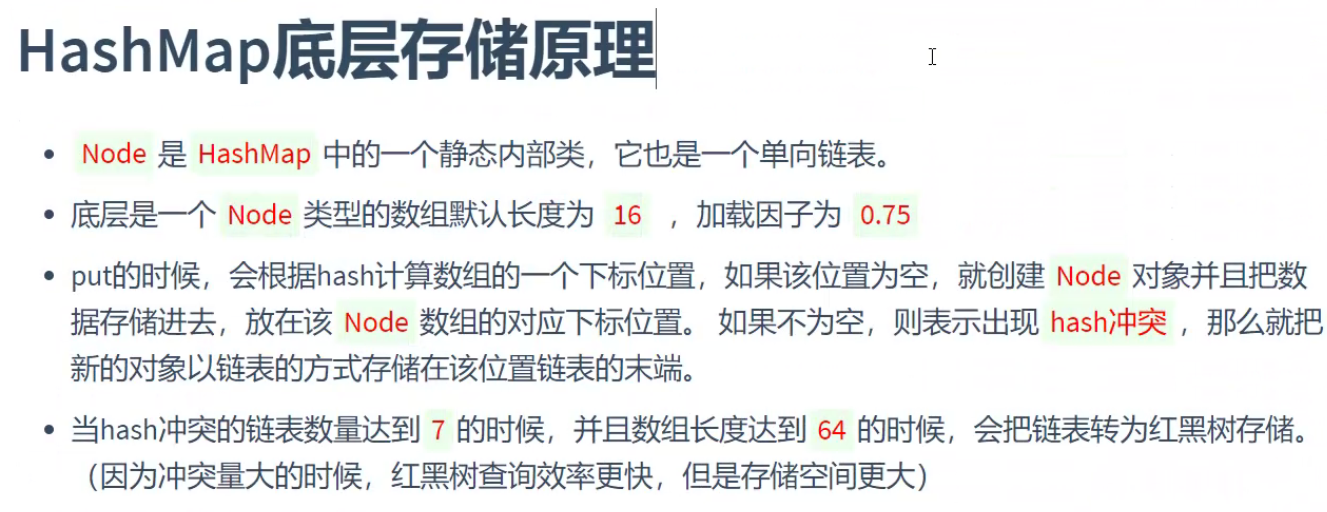 HashMap底层存储原理
Node 是 HashMap 中的一个静态内部类，它也是一个单向链表。
底层是一个 Node 类型的数组默认长度为 16 ，加载因子为 0.75
put的时候，会根据hash计算数组的一个下标位置，如果该位置为空，就创建 Node 对象并且把数
据存储进去，放在该 Node 数组的对应下标位置。 如果不为空，则表示出现 hash冲突 ，那么就把
新的对象以链表的方式存储在该位置链表的末端。
当hash冲突的链表数量达到 7 的时候，并且数组长度达到 64 的时候，会把链表转为红黑树存储。
（因为冲突量大的时候，红黑树查询效率更快，但是存储空间更大）